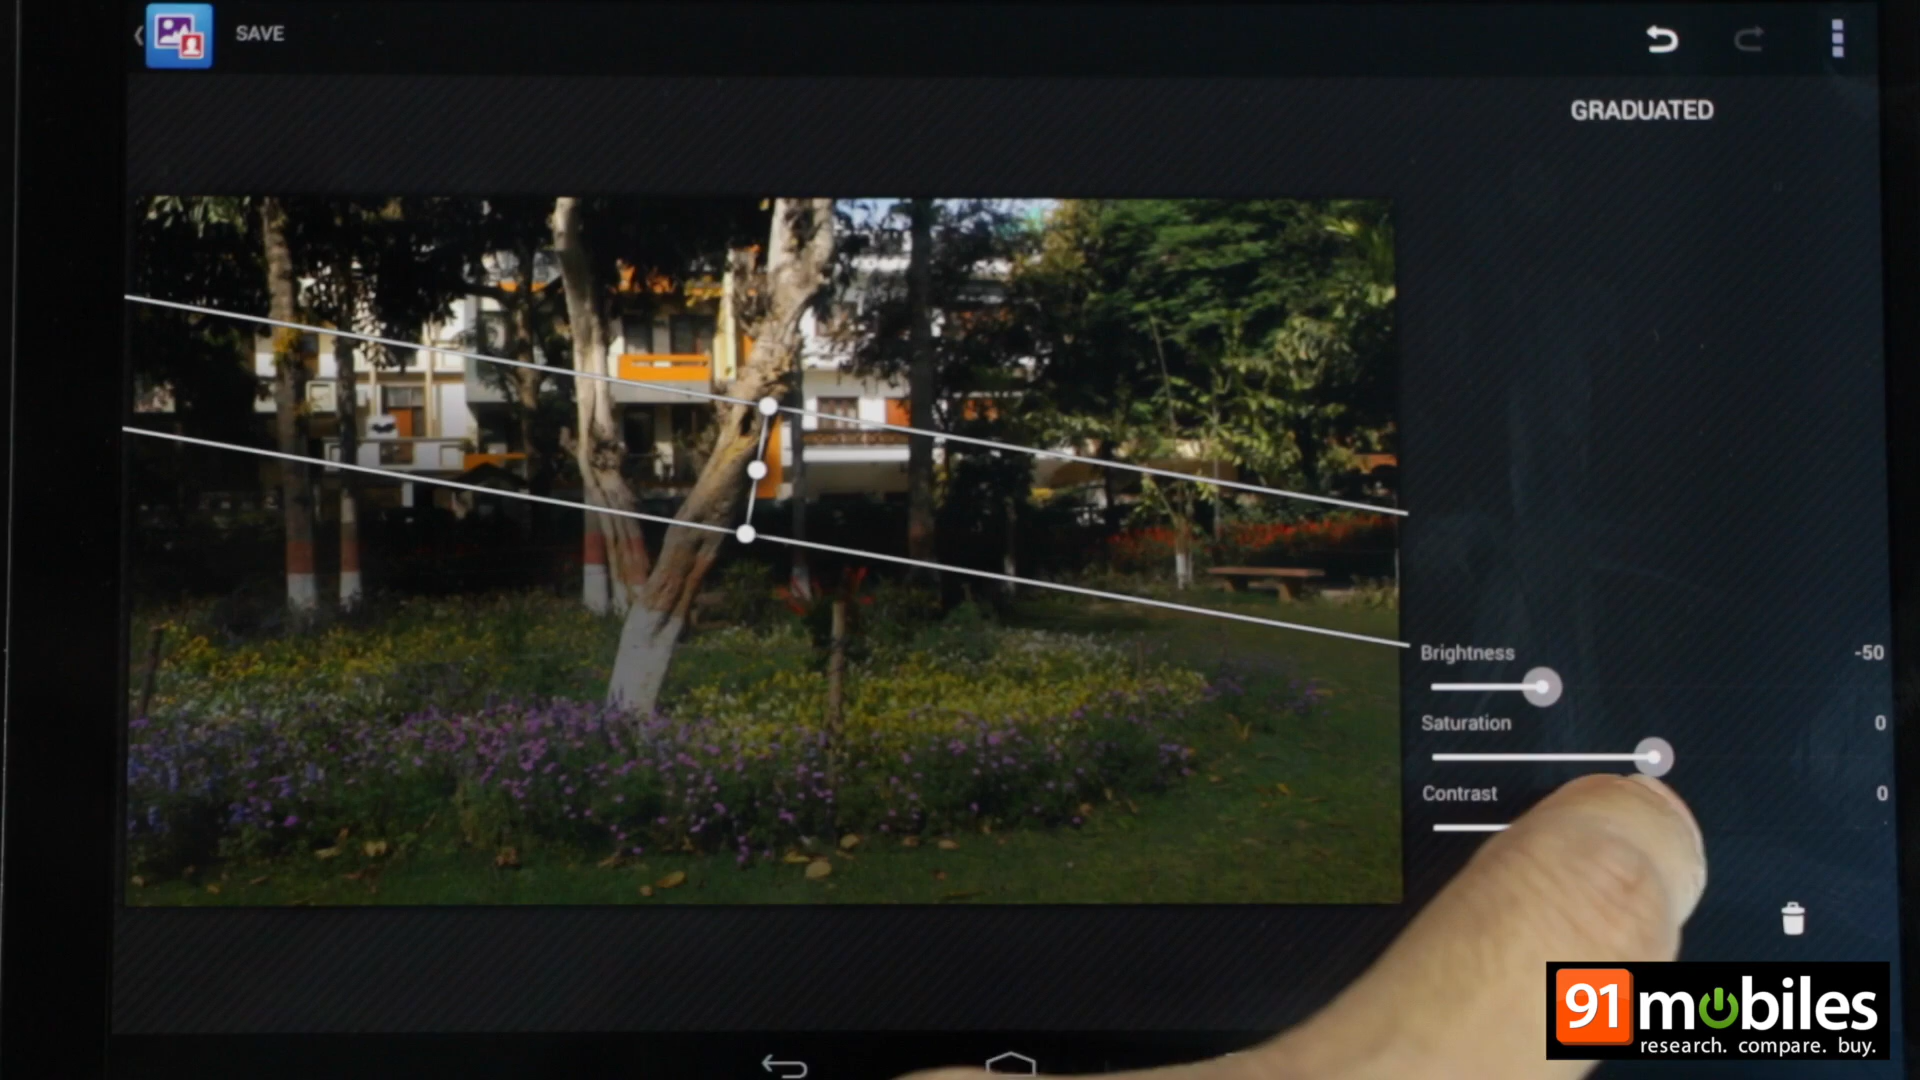 SAVE
GRADUATED
Brightness -50
Saturation 0
Contrast 0
91mobiles
research. compare. buy.